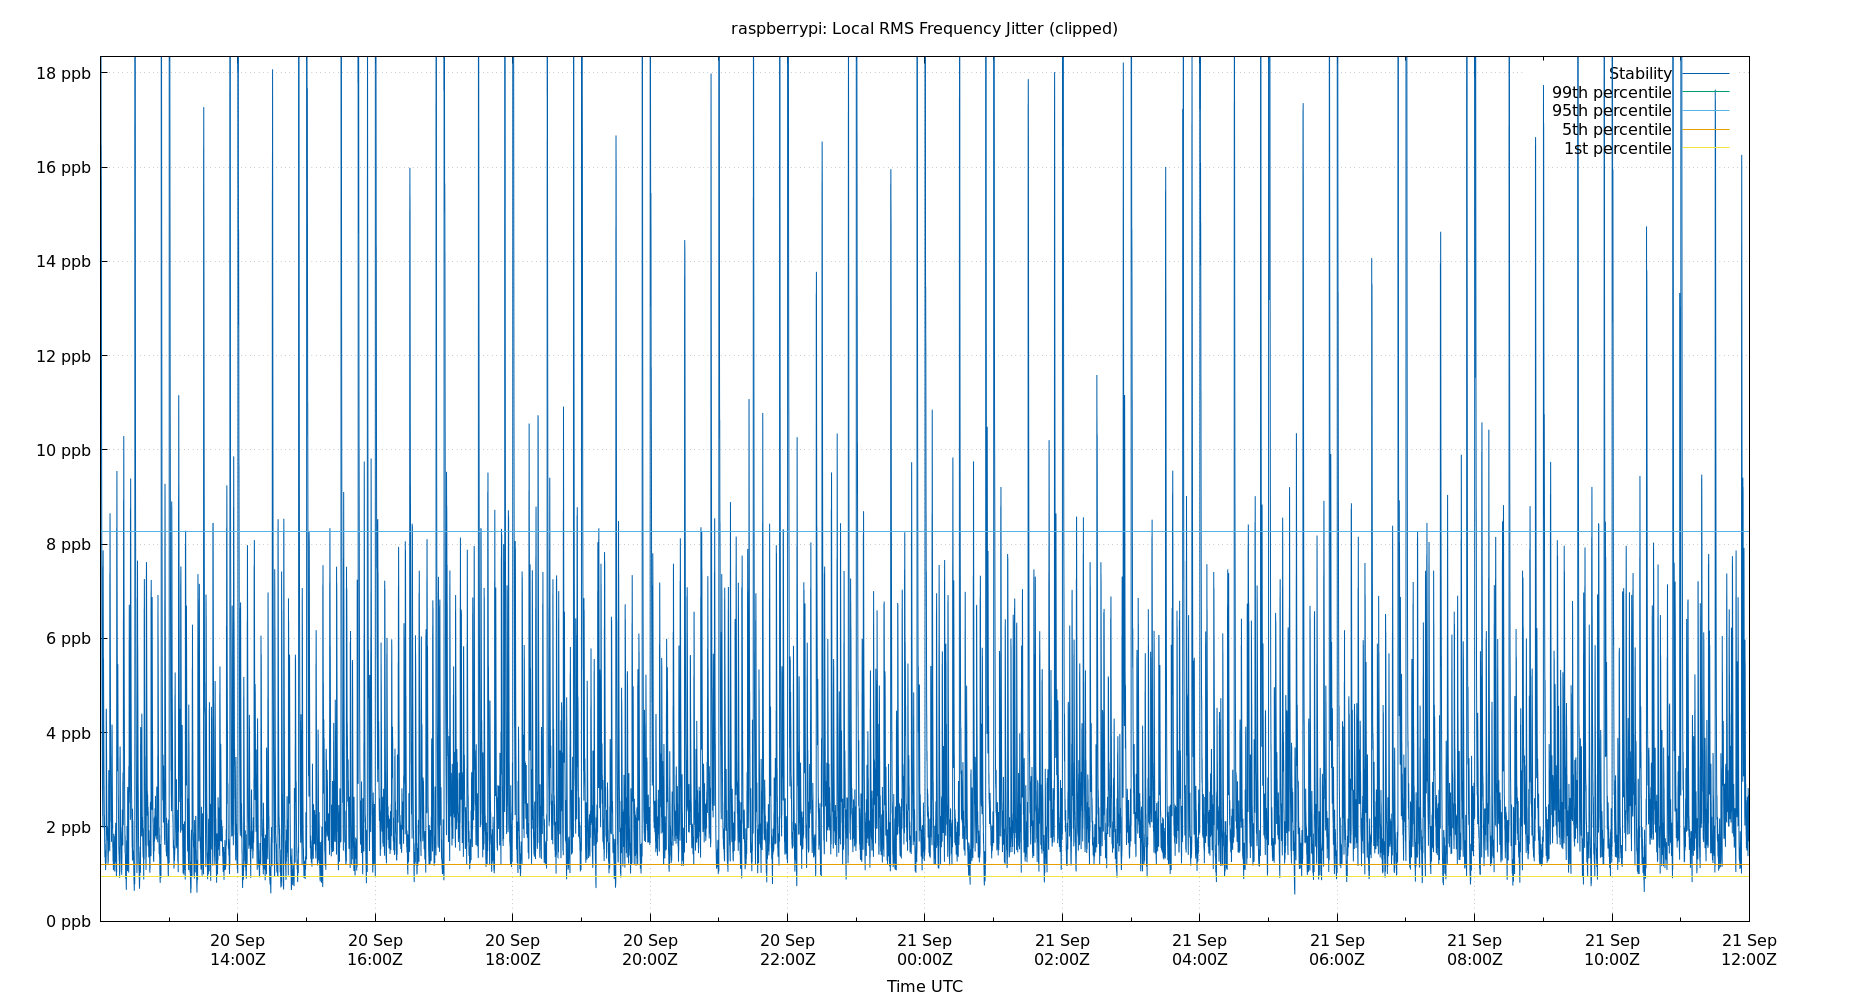 raspberrypi: Local RMS Frequency Jitter (clipped)
18 ppb
16 ppb
14 ppb
12 ppb
10 ppb
8 ppb
6 ppb
4 ppb
2 ppb
0 ppb
Stability
99th percentile
95th percentile
5th percentile
1st percentile
20 Sep
14:00Z
20 Sep
16:00Z
20 Sep
18:00Z
20 Sep
20:00Z
20 Sep
22:00Z
21 Sep
00:00Z
21 Sep
02:00Z
21 Sep
04:00Z
21 Sep
06:00Z
21 Sep
08:00Z
21 Sep
10:00Z
21 Sep
12:00Z
Time UTC